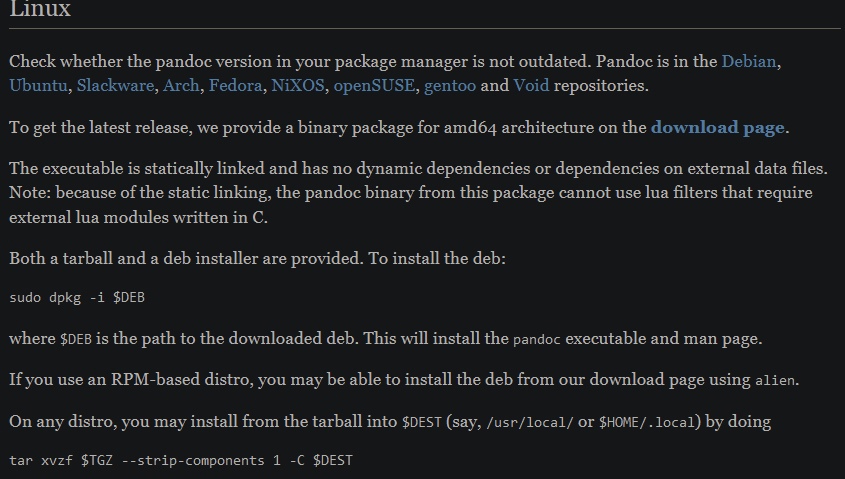 Linux
Check whether the pandoc version in your package manager is not outdated. Pandoc is in the Debian,
Ubuntu, Slackware, Arch, Fedora, NiXOS, openSUSE, gentoo and Void repositories.
To get the latest release, we provide a binary package for amd64 architecture on the download page.
The executable is statically linked and has no dynamic dependencies or dependencies on external data files.
Note: because of the static linking, the pandoc binary from this package cannot use lua filters that require
external lua modules written in C.
Both a tarball and a deb installer are provided. To install the deb:
sudo dpkg -i $DEB
where $DEB is the path to the downloaded deb. This will install the pandoc executable and man page.
If you use an RPM-based distro, you may be able to install the deb from our download page using alien.
On any distro, you may install from the tarball into $DEST (say, /usr/local/ or $HOME/.local) by doing
tar xvzf $TGZ --strip-components 1 -C $DEST